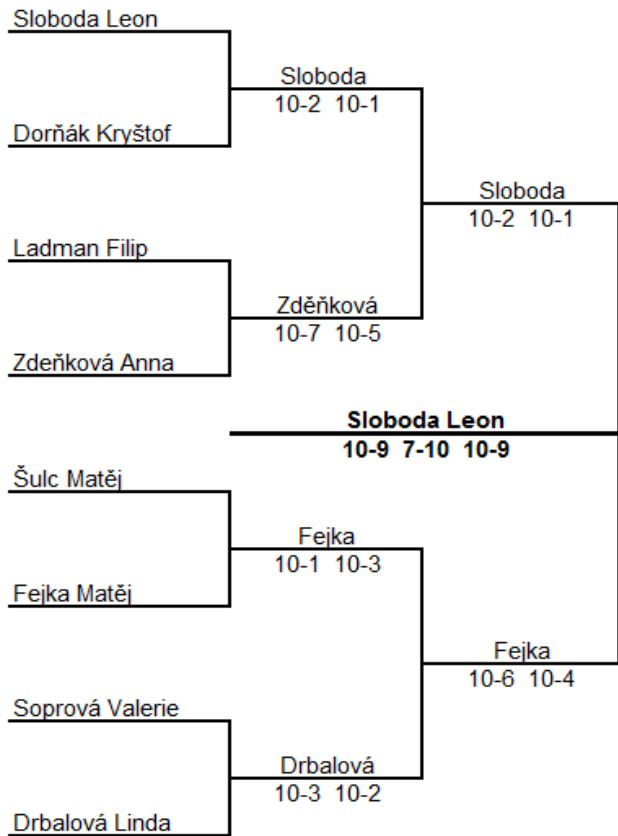 Sloboda Leon
Sloboda
10-2 10-1
Dorňák Kryštof
Sloboda
10-2 10-1
Ladman Filip
Zděňková
10-7 10-5
Zdeňková Anna
Sloboda Leon
10-9 7-10 10-9
Šulc Matěj
Fejka
10-1 10-3
Fejka Matěj
Fejka
10-6 10-4
Soprová Valerie
Drbalová
10-3 10-2
Drbalová Linda